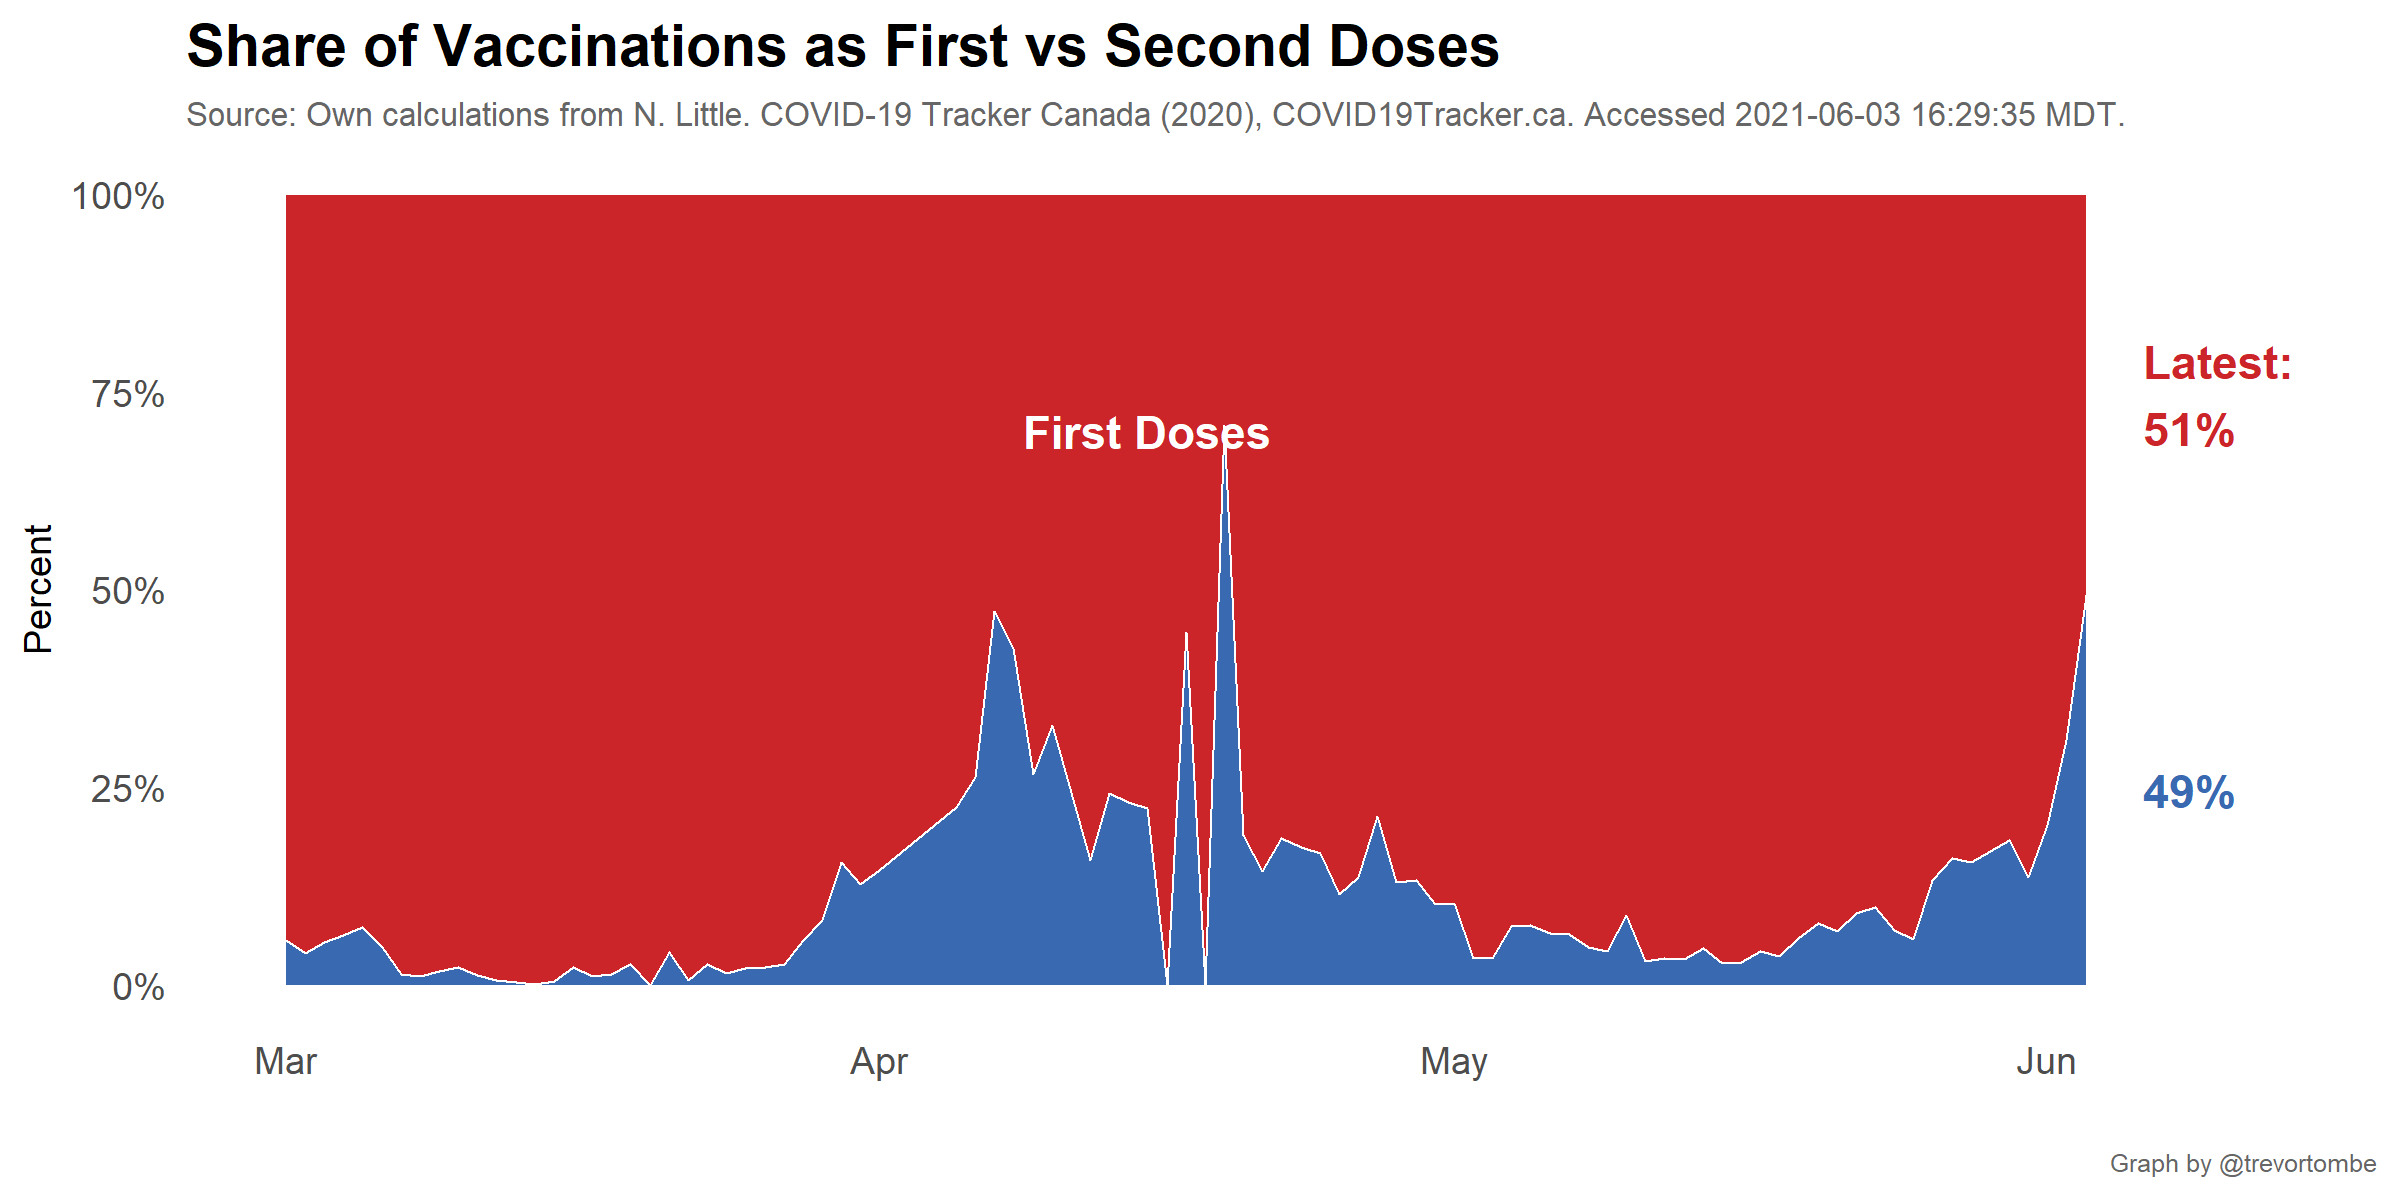 Share of Vaccinations as First vs Second Doses
Source: Own calculations from N. Little. COVID-19 Tracker Canada (2020), COVID19Tracker.ca. Accessed 2021-06-03 16:29:35 MDT.
100%
75%
50%
25%
0%
Percent
First Doses
Latest:
51%
49%
Mar
Apr
May
Jun
Graph by @trevortombe